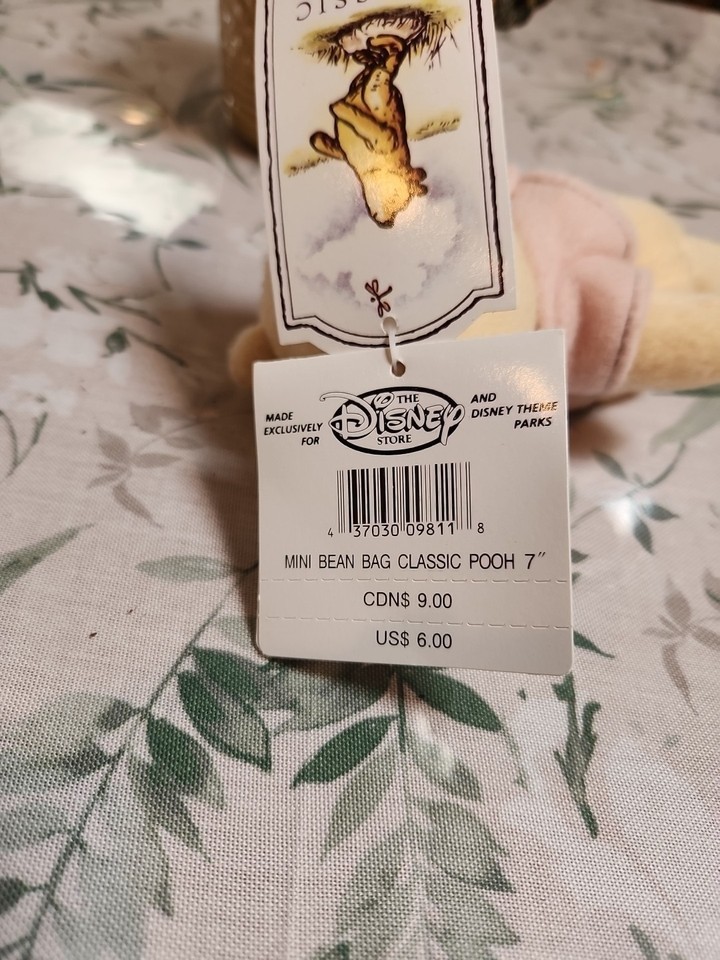 MADE
EXCLUSIVELY
FOR
THE
Disney
STORE
AND
DISNEY THEME
PARKS
4 37030 09811 8
MINI BEAN BAG CLASSIC POOH 7"
CDN$ 9.00
US$ 6.00